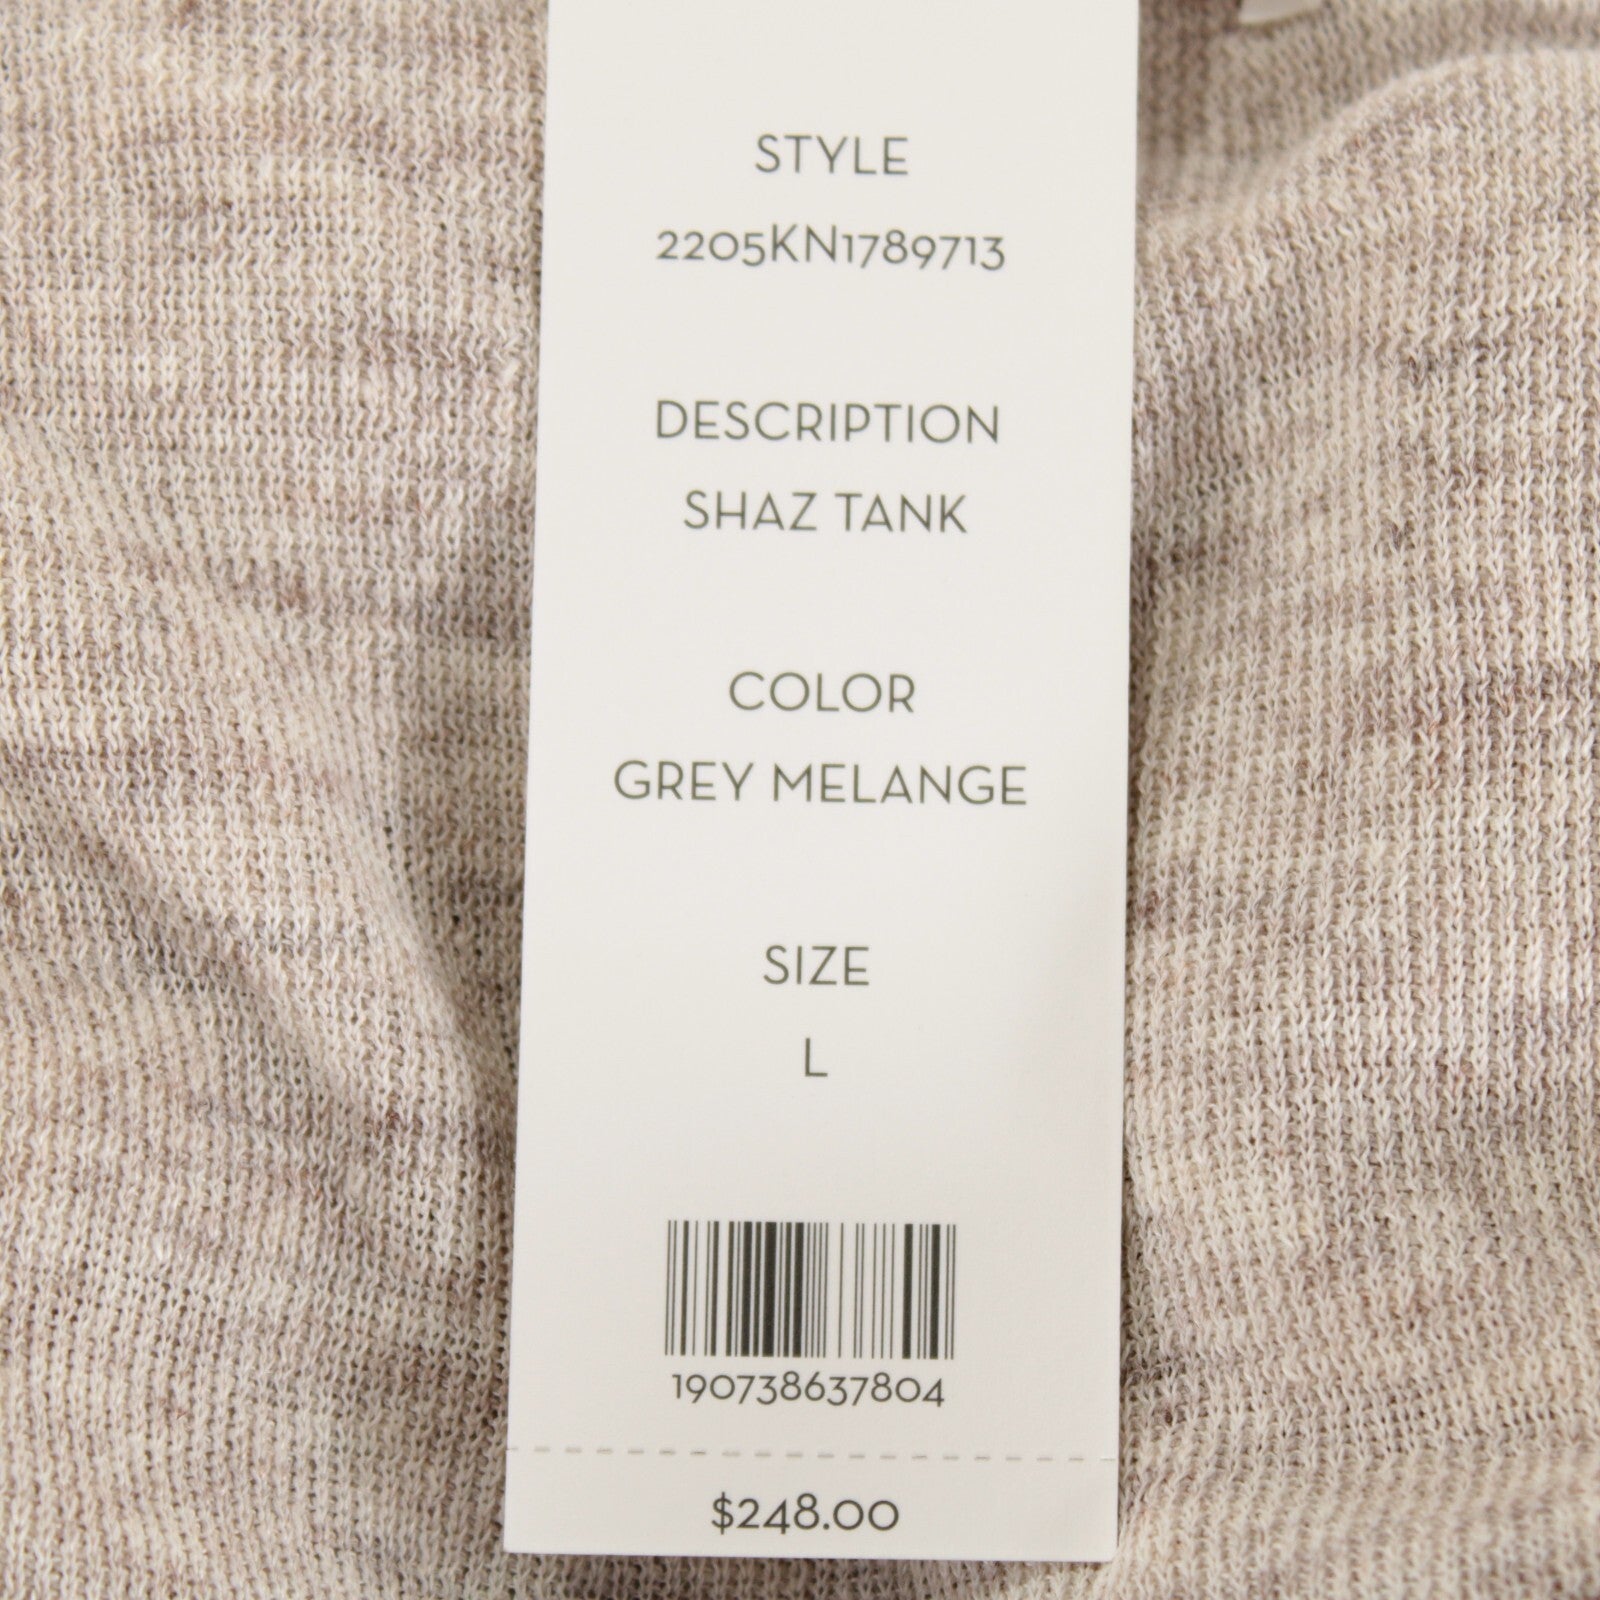 STYLE
2205KN1789713
DESCRIPTION
SHAZ TANK
COLOR
GREY MELANGE
SIZE
L
190738637804
$248.00